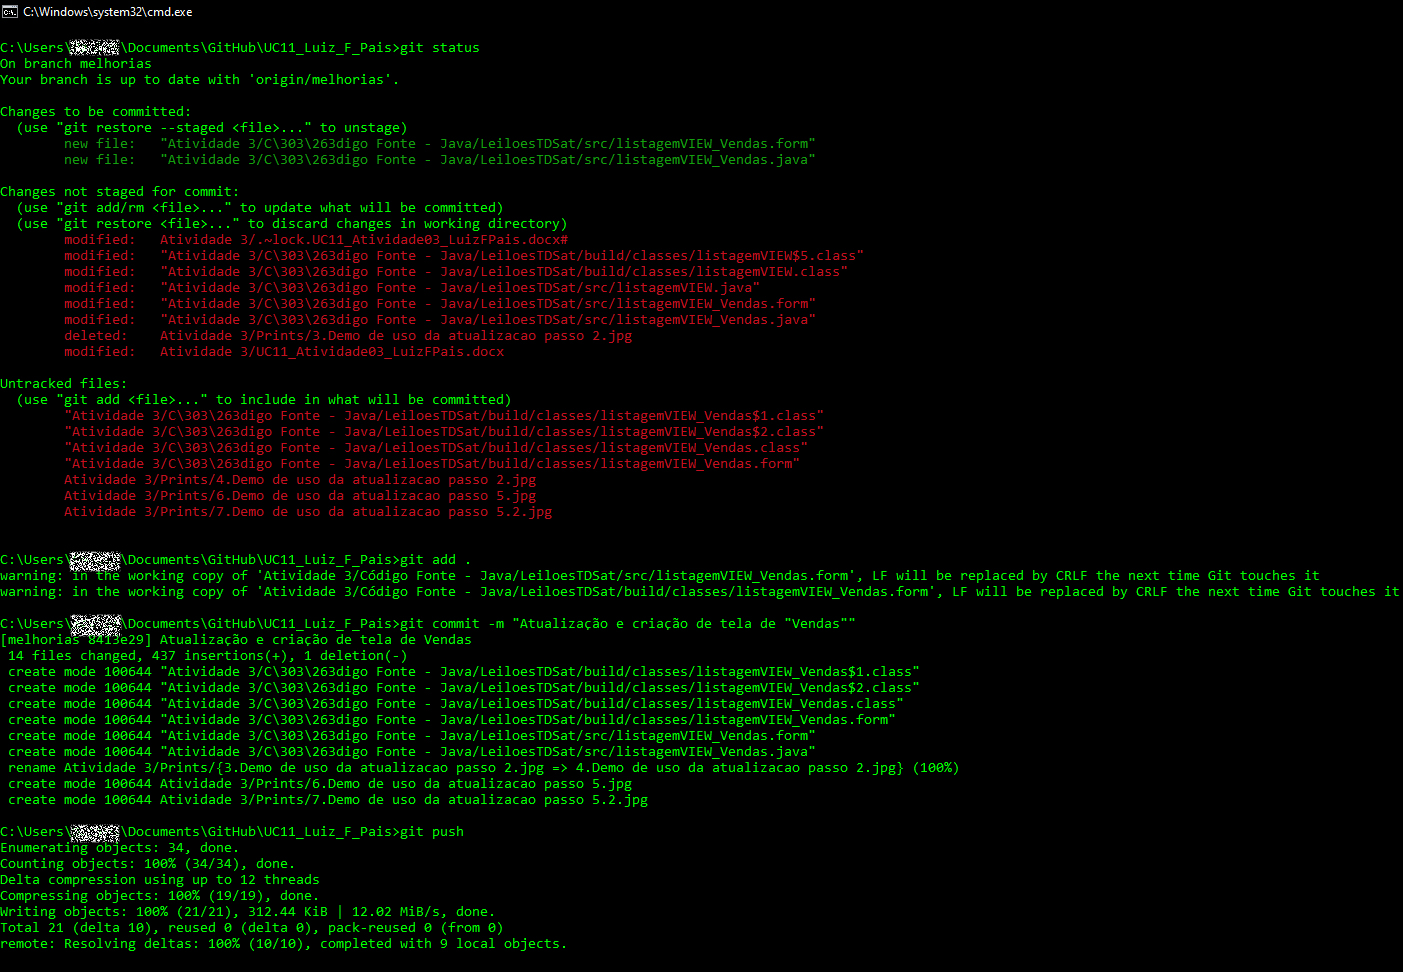 C:\Windows\system32\cmd.exe
C:\Users\ \Documents\GitHub\UC11_Luiz_F_Pais>git status
On branch melhorias
Your branch is up to date with 'origin/melhorias'.
Changes to be committed:
  (use "git restore --staged <file>..." to unstage)
        new file:   "Atividade 3/C\303\263digo Fonte - Java/LeiloesTDSat/src/listagemVIEW_Vendas.form"
        new file:   "Atividade 3/C\303\263digo Fonte - Java/LeiloesTDSat/src/listagemVIEW_Vendas.java"
Changes not staged for commit:
  (use "git add/rm <file>..." to update what will be committed)
  (use "git restore <file>..." to discard changes in working directory)
        modified:   Atividade 3/.~lock.UC11_Atividade03_LuizFPais.docx#
        modified:   "Atividade 3/C\303\263digo Fonte - Java/LeiloesTDSat/build/classes/listagemVIEW$5.class"
        modified:   "Atividade 3/C\303\263digo Fonte - Java/LeiloesTDSat/build/classes/listagemVIEW.class"
        modified:   "Atividade 3/C\303\263digo Fonte - Java/LeiloesTDSat/src/listagemVIEW.java"
        modified:   "Atividade 3/C\303\263digo Fonte - Java/LeiloesTDSat/src/listagemVIEW_Vendas.form"
        modified:   "Atividade 3/C\303\263digo Fonte - Java/LeiloesTDSat/src/listagemVIEW_Vendas.java"
        deleted:    Atividade 3/Prints/3.Demo de uso da atualizacao passo 2.jpg
        modified:   Atividade 3/UC11_Atividade03_LuizFPais.docx
Untracked files:
  (use "git add <file>..." to include in what will be committed)
        "Atividade 3/C\303\263digo Fonte - Java/LeiloesTDSat/build/classes/listagemVIEW_Vendas$1.class"
        "Atividade 3/C\303\263digo Fonte - Java/LeiloesTDSat/build/classes/listagemVIEW_Vendas$2.class"
        "Atividade 3/C\303\263digo Fonte - Java/LeiloesTDSat/build/classes/listagemVIEW_Vendas.class"
        "Atividade 3/C\303\263digo Fonte - Java/LeiloesTDSat/build/classes/listagemVIEW_Vendas.form"
        Atividade 3/Prints/4.Demo de uso da atualizacao passo 2.jpg
        Atividade 3/Prints/6.Demo de uso da atualizacao passo 5.jpg
        Atividade 3/Prints/7.Demo de uso da atualizacao passo 5.2.jpg
C:\Users\ \Documents\GitHub\UC11_Luiz_F_Pais>git add .
warning: in the working copy of 'Atividade 3/Código Fonte - Java/LeiloesTDSat/src/listagemVIEW_Vendas.form', LF will be replaced by CRLF the next time Git touches it
warning: in the working copy of 'Atividade 3/Código Fonte - Java/LeiloesTDSat/build/classes/listagemVIEW_Vendas.form', LF will be replaced by CRLF the next time Git touches it
C:\Users\ \Documents\GitHub\UC11_Luiz_F_Pais>git commit -m "Atualização e criação de tela de "Vendas""
[melhorias 8413e29] Atualização e criação de tela de Vendas
 14 files changed, 437 insertions(+), 1 deletion(-)
 create mode 100644 "Atividade 3/C\303\263digo Fonte - Java/LeiloesTDSat/build/classes/listagemVIEW_Vendas$1.class"
 create mode 100644 "Atividade 3/C\303\263digo Fonte - Java/LeiloesTDSat/build/classes/listagemVIEW_Vendas$2.class"
 create mode 100644 "Atividade 3/C\303\263digo Fonte - Java/LeiloesTDSat/build/classes/listagemVIEW_Vendas.class"
 create mode 100644 "Atividade 3/C\303\263digo Fonte - Java/LeiloesTDSat/build/classes/listagemVIEW_Vendas.form"
 create mode 100644 "Atividade 3/C\303\263digo Fonte - Java/LeiloesTDSat/src/listagemVIEW_Vendas.form"
 create mode 100644 "Atividade 3/C\303\263digo Fonte - Java/LeiloesTDSat/src/listagemVIEW_Vendas.java"
 rename Atividade 3/Prints/{3.Demo de uso da atualizacao passo 2.jpg => 4.Demo de uso da atualizacao passo 2.jpg} (100%)
 create mode 100644 Atividade 3/Prints/6.Demo de uso da atualizacao passo 5.jpg
 create mode 100644 Atividade 3/Prints/7.Demo de uso da atualizacao passo 5.2.jpg
C:\Users\ \Documents\GitHub\UC11_Luiz_F_Pais>git push
Enumerating objects: 34, done.
Counting objects: 100% (34/34), done.
Delta compression using up to 12 threads
Compressing objects: 100% (19/19), done.
Writing objects: 100% (21/21), 312.44 KiB | 12.02 MiB/s, done.
Total 21 (delta 10), reused 0 (delta 0), pack-reused 0 (from 0)
remote: Resolving deltas: 100% (10/10), completed with 9 local objects.